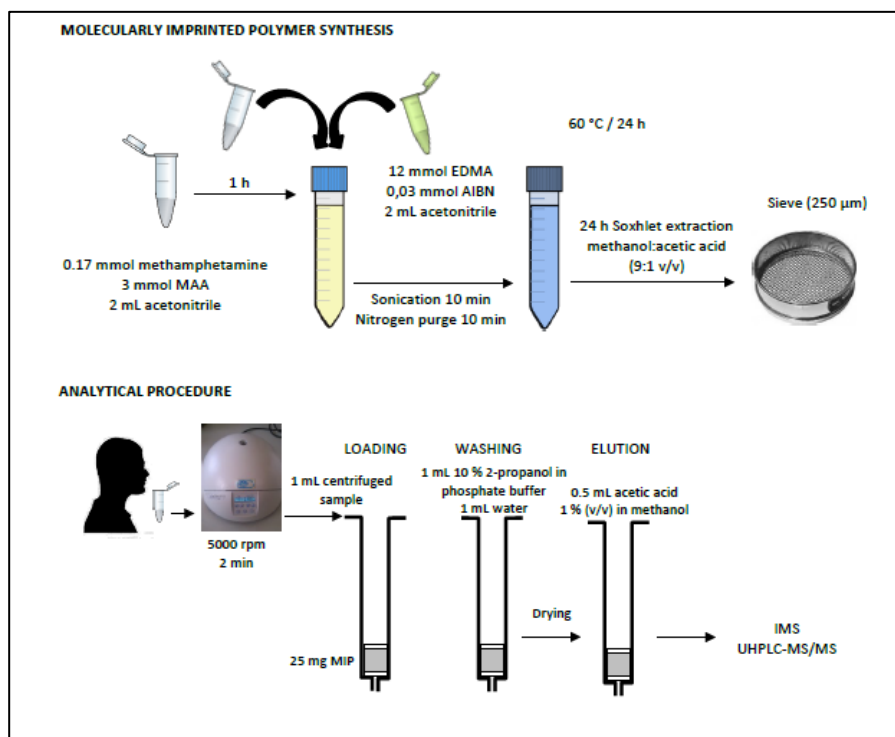 MOLECULARLY IMPRINTED POLYMER SYNTHESIS
60 °C / 24 h
1 h
12 mmol EDMA
0,03 mmol AIBN
2 mL acetonitrile
Sieve (250 µm)
24 h Soxhlet extraction
methanol:acetic acid
(9:1 v/v)
0.17 mmol methamphetamine
3 mmol MAA
2 mL acetonitrile
Sonication 10 min
Nitrogen purge 10 min
ANALYTICAL PROCEDURE
LOADING
WASHING
ELUTION
1 mL centrifuged
sample
1 mL 10 % 2-propanol in
phosphate buffer
1 mL water
0.5 mL acetic acid
1 % (v/v) in methanol
5000 rpm
2 min
Drying
25 mg MIP
IMS
UHPLC-MS/MS